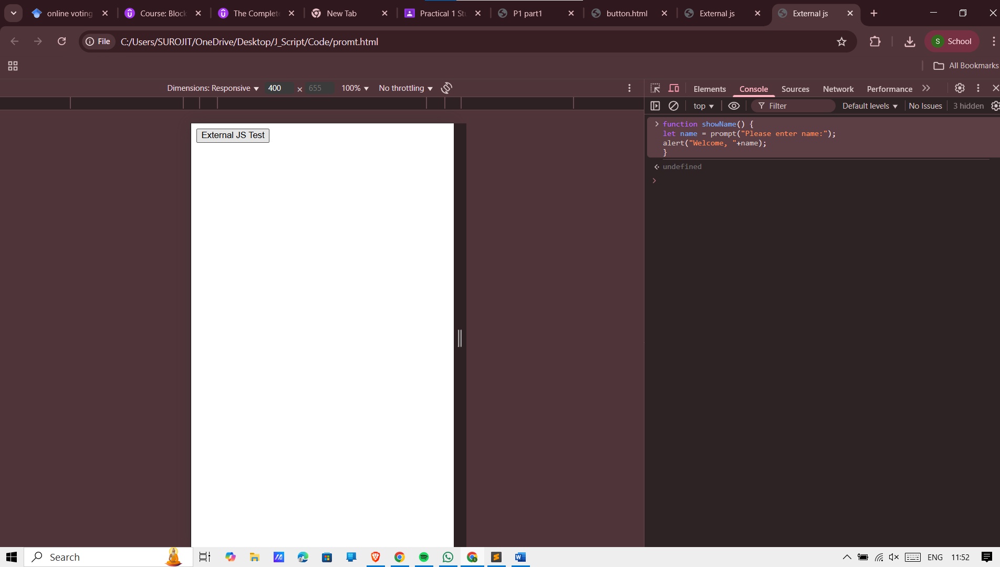 online voting
Course: Block
The Complete
New Tab
Practical 1 Stu
P1 part1
button.html
External js
External js
File
C:/Users/SUROJIT/OneDrive/Desktop/J_Script/Code/promt.html
S
School
All Bookmarks
Dimensions: Responsive
400
×
655
100%
No throttling
Elements
Console
Sources
Network
Performance
top
Filter
Default levels
No Issues
3 hidden
External JS Test
function showName() {
let name = prompt("Please enter name:");
alert("Welcome, "+name);
}
undefined
Search
ENG
11:52